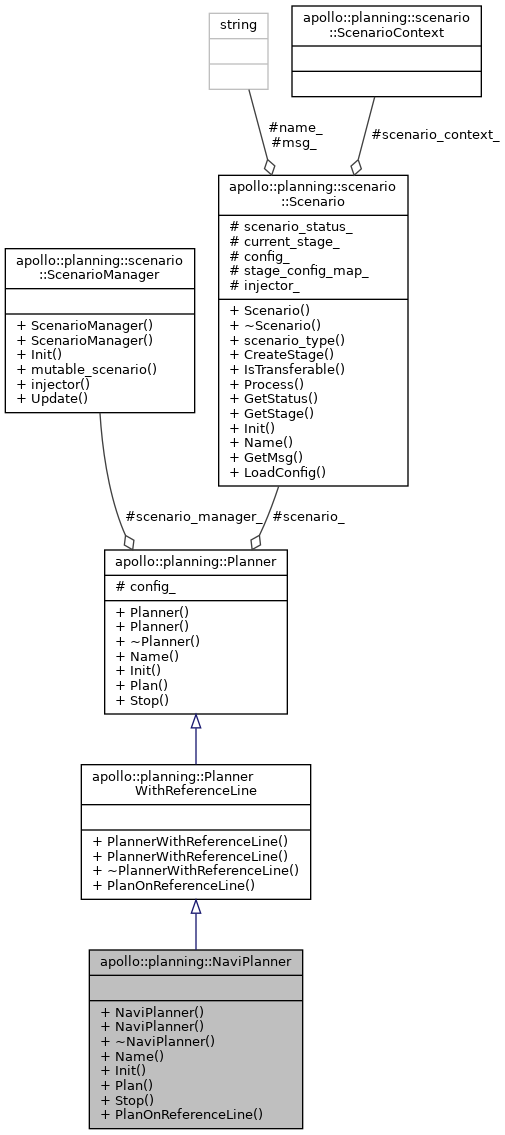 string
apollo::planning::scenario
::ScenarioContext
#name_
#msg_
#scenario_context_
apollo::planning::scenario
::Scenario
# scenario_status_
# current_stage_
# config_
# stage_config_map_
# injector_
+ Scenario()
+ ~Scenario()
+ scenario_type()
+ CreateStage()
+ IsTransferable()
+ Process()
+ GetStatus()
+ GetStage()
+ Init()
+ Name()
+ GetMsg()
+ LoadConfig()
apollo::planning::scenario
::ScenarioManager
+ ScenarioManager()
+ ScenarioManager()
+ Init()
+ mutable_scenario()
+ injector()
+ Update()
#scenario_manager_
#scenario_
apollo::planning::Planner
# config_
+ Planner()
+ Planner()
+ ~Planner()
+ Name()
+ Init()
+ Plan()
+ Stop()
apollo::planning::Planner
WithReferenceLine
+ PlannerWithReferenceLine()
+ PlannerWithReferenceLine()
+ ~PlannerWithReferenceLine()
+ PlanOnReferenceLine()
apollo::planning::NaviPlanner
+ NaviPlanner()
+ NaviPlanner()
+ ~NaviPlanner()
+ Name()
+ Init()
+ Plan()
+ Stop()
+ PlanOnReferenceLine()